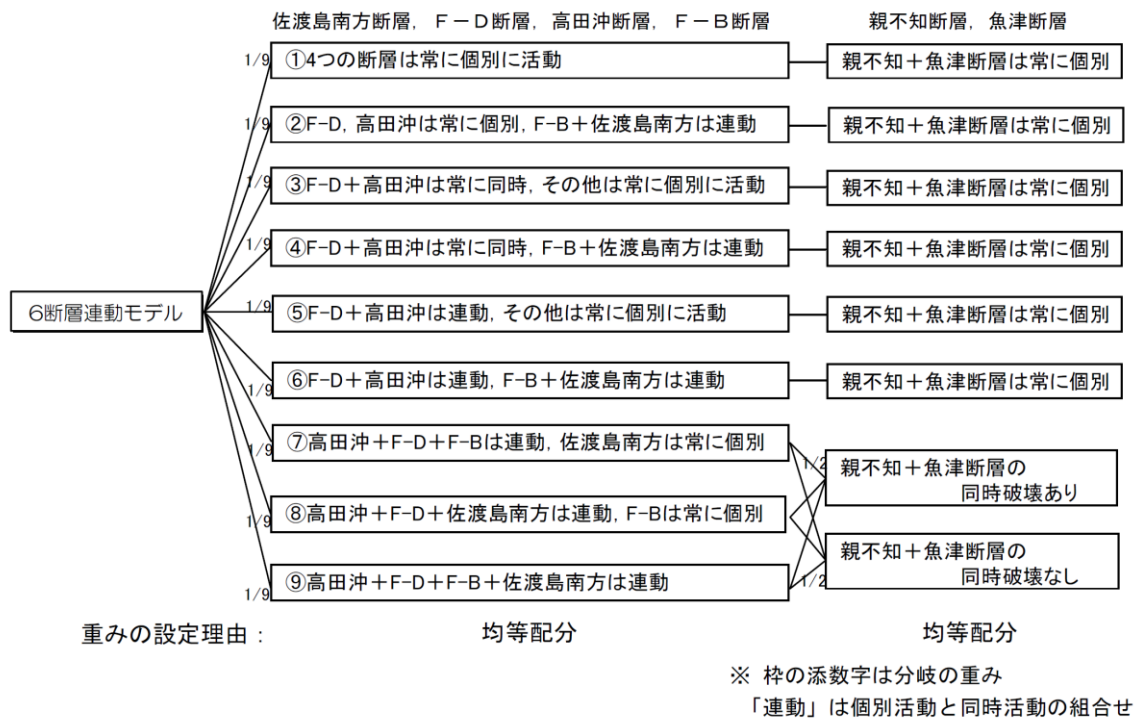 佐渡島南方断層，Ｆ－Ｄ断層，高田沖断層，Ｆ－Ｂ断層
親不知断層，魚津断層
1/9
①4つの断層は常に個別に活動
親不知＋魚津断層は常に個別
1/9
②F-D，高田沖は常に個別，F-B＋佐渡島南方は連動
親不知＋魚津断層は常に個別
1/9
③F-D＋高田沖は常に同時，その他は常に個別に活動
親不知＋魚津断層は常に個別
1/9
④F-D＋高田沖は常に同時，F-B＋佐渡島南方は連動
親不知＋魚津断層は常に個別
6断層連動モデル
1/9
⑤F-D＋高田沖は連動，その他は常に個別に活動
親不知＋魚津断層は常に個別
1/9
⑥F-D＋高田沖は連動，F-B＋佐渡島南方は連動
親不知＋魚津断層は常に個別
1/9
⑦高田沖＋F-D＋F-Bは連動，佐渡島南方は常に個別
1/2
親不知＋魚津断層の
同時破壊あり
1/9
⑧高田沖＋F-D＋佐渡島南方は連動，F-Bは常に個別
親不知＋魚津断層の
同時破壊なし
1/9
⑨高田沖＋F-D＋F-B＋佐渡島南方は連動
1/2
重みの設定理由：
均等配分
均等配分
※ 枠の添数字は分岐の重み
「連動」は個別活動と同時活動の組合せ